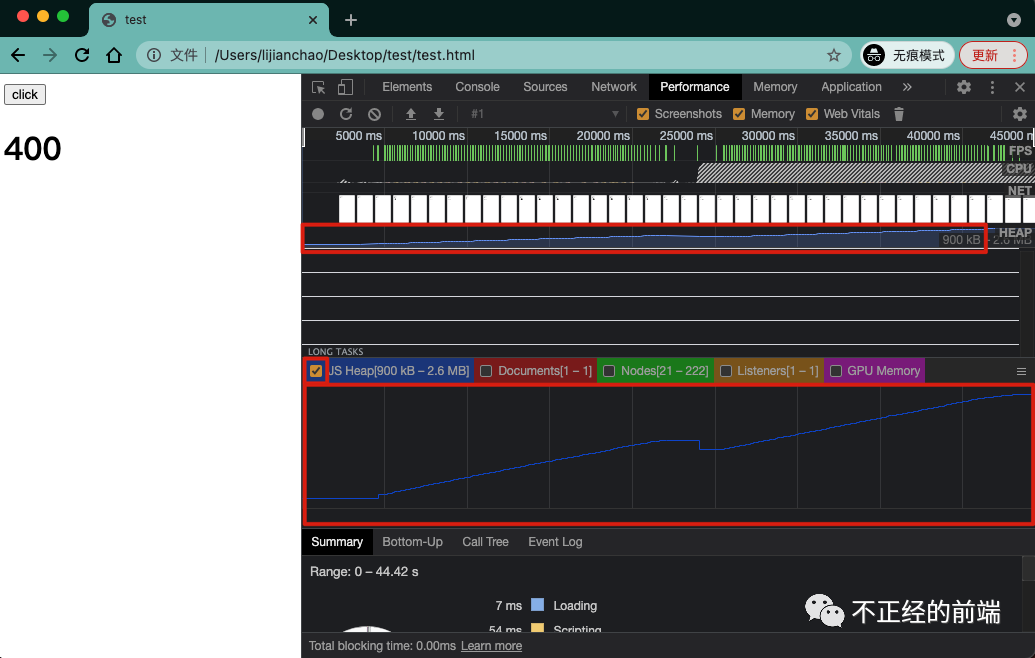 test
文件 /Users/lijianchao/Desktop/test/test.html 无痕模式 更新
click
400
Elements Console Sources Network Performance Memory Application
#1 Screenshots Memory Web Vitals
5000 ms 10000 ms 15000 ms 20000 ms 25000 ms 30000 ms 35000 ms 40000 ms 45000 m
FPS
CPU
NET
HEAP
900 kB – 2.6 MB
LONG TASKS
JS Heap[900 kB – 2.6 MB] Documents[1 – 1] Nodes[21 – 222] Listeners[1 – 1] GPU Memory
Summary Bottom-Up Call Tree Event Log
Range: 0 – 44.42 s
7 ms Loading
54 ms Scripting
不正经的前端
Total blocking time: 0.00ms Learn more